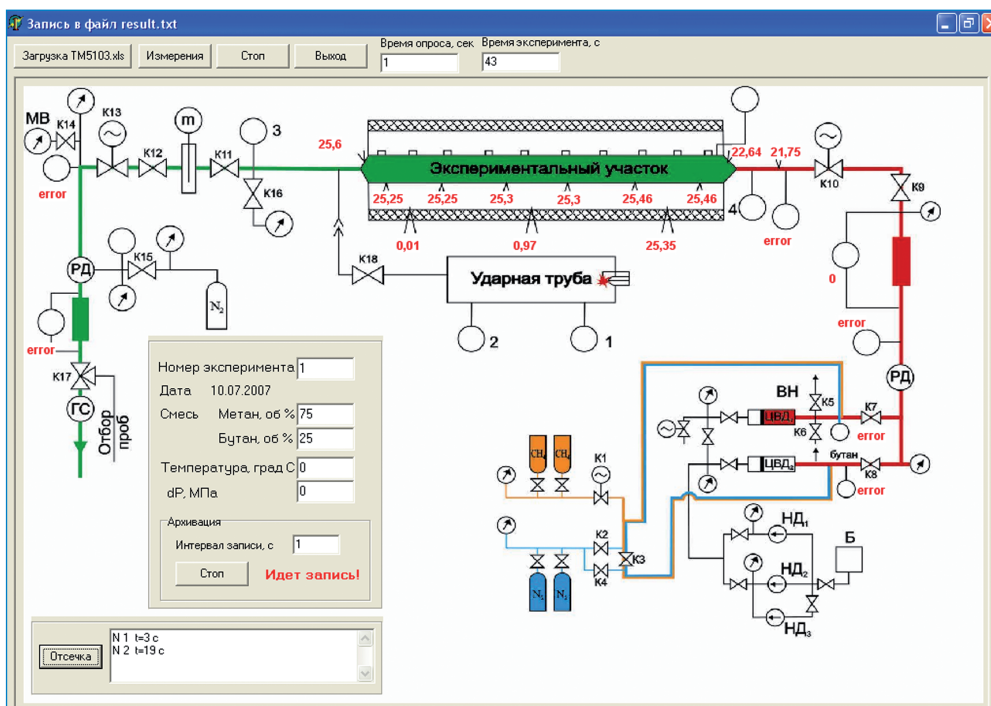 Запись в файл result.txt
Загрузка TM5103.xls Измерения Стоп Выход
Время опроса, сек
1
Время эксперимента, с
43
МВ
К14
К13
К12
m
К11
3
К16
error
25,6
Экспериментальный участок
25,25 25,25 25,3 25,3 25,46 25,46
0,01 0,97 25,35
22,64 21,75
4
error
К10
К9
0
error
РД
К15
N2
error
К17
ГС
Отбор
проб
К18
Ударная труба
2 1
РД
ВН
К5
ЦВД1
К6
К7
error
бутан
ЦВД2
К8
error
CH4 CH4
К1
К2
К3
К4
N2 N2
НД1
НД2
НД3
Б
Номер эксперимента 1
Дата 10.07.2007
Смесь Метан, об % 75
Бутан, об % 25
Температура, град С 0
dP, МПа 0
Архивация
Интервал записи, с 1
Стоп Идет запись!
Отсечка
N 1 t=3 с
N 2 t=19 с